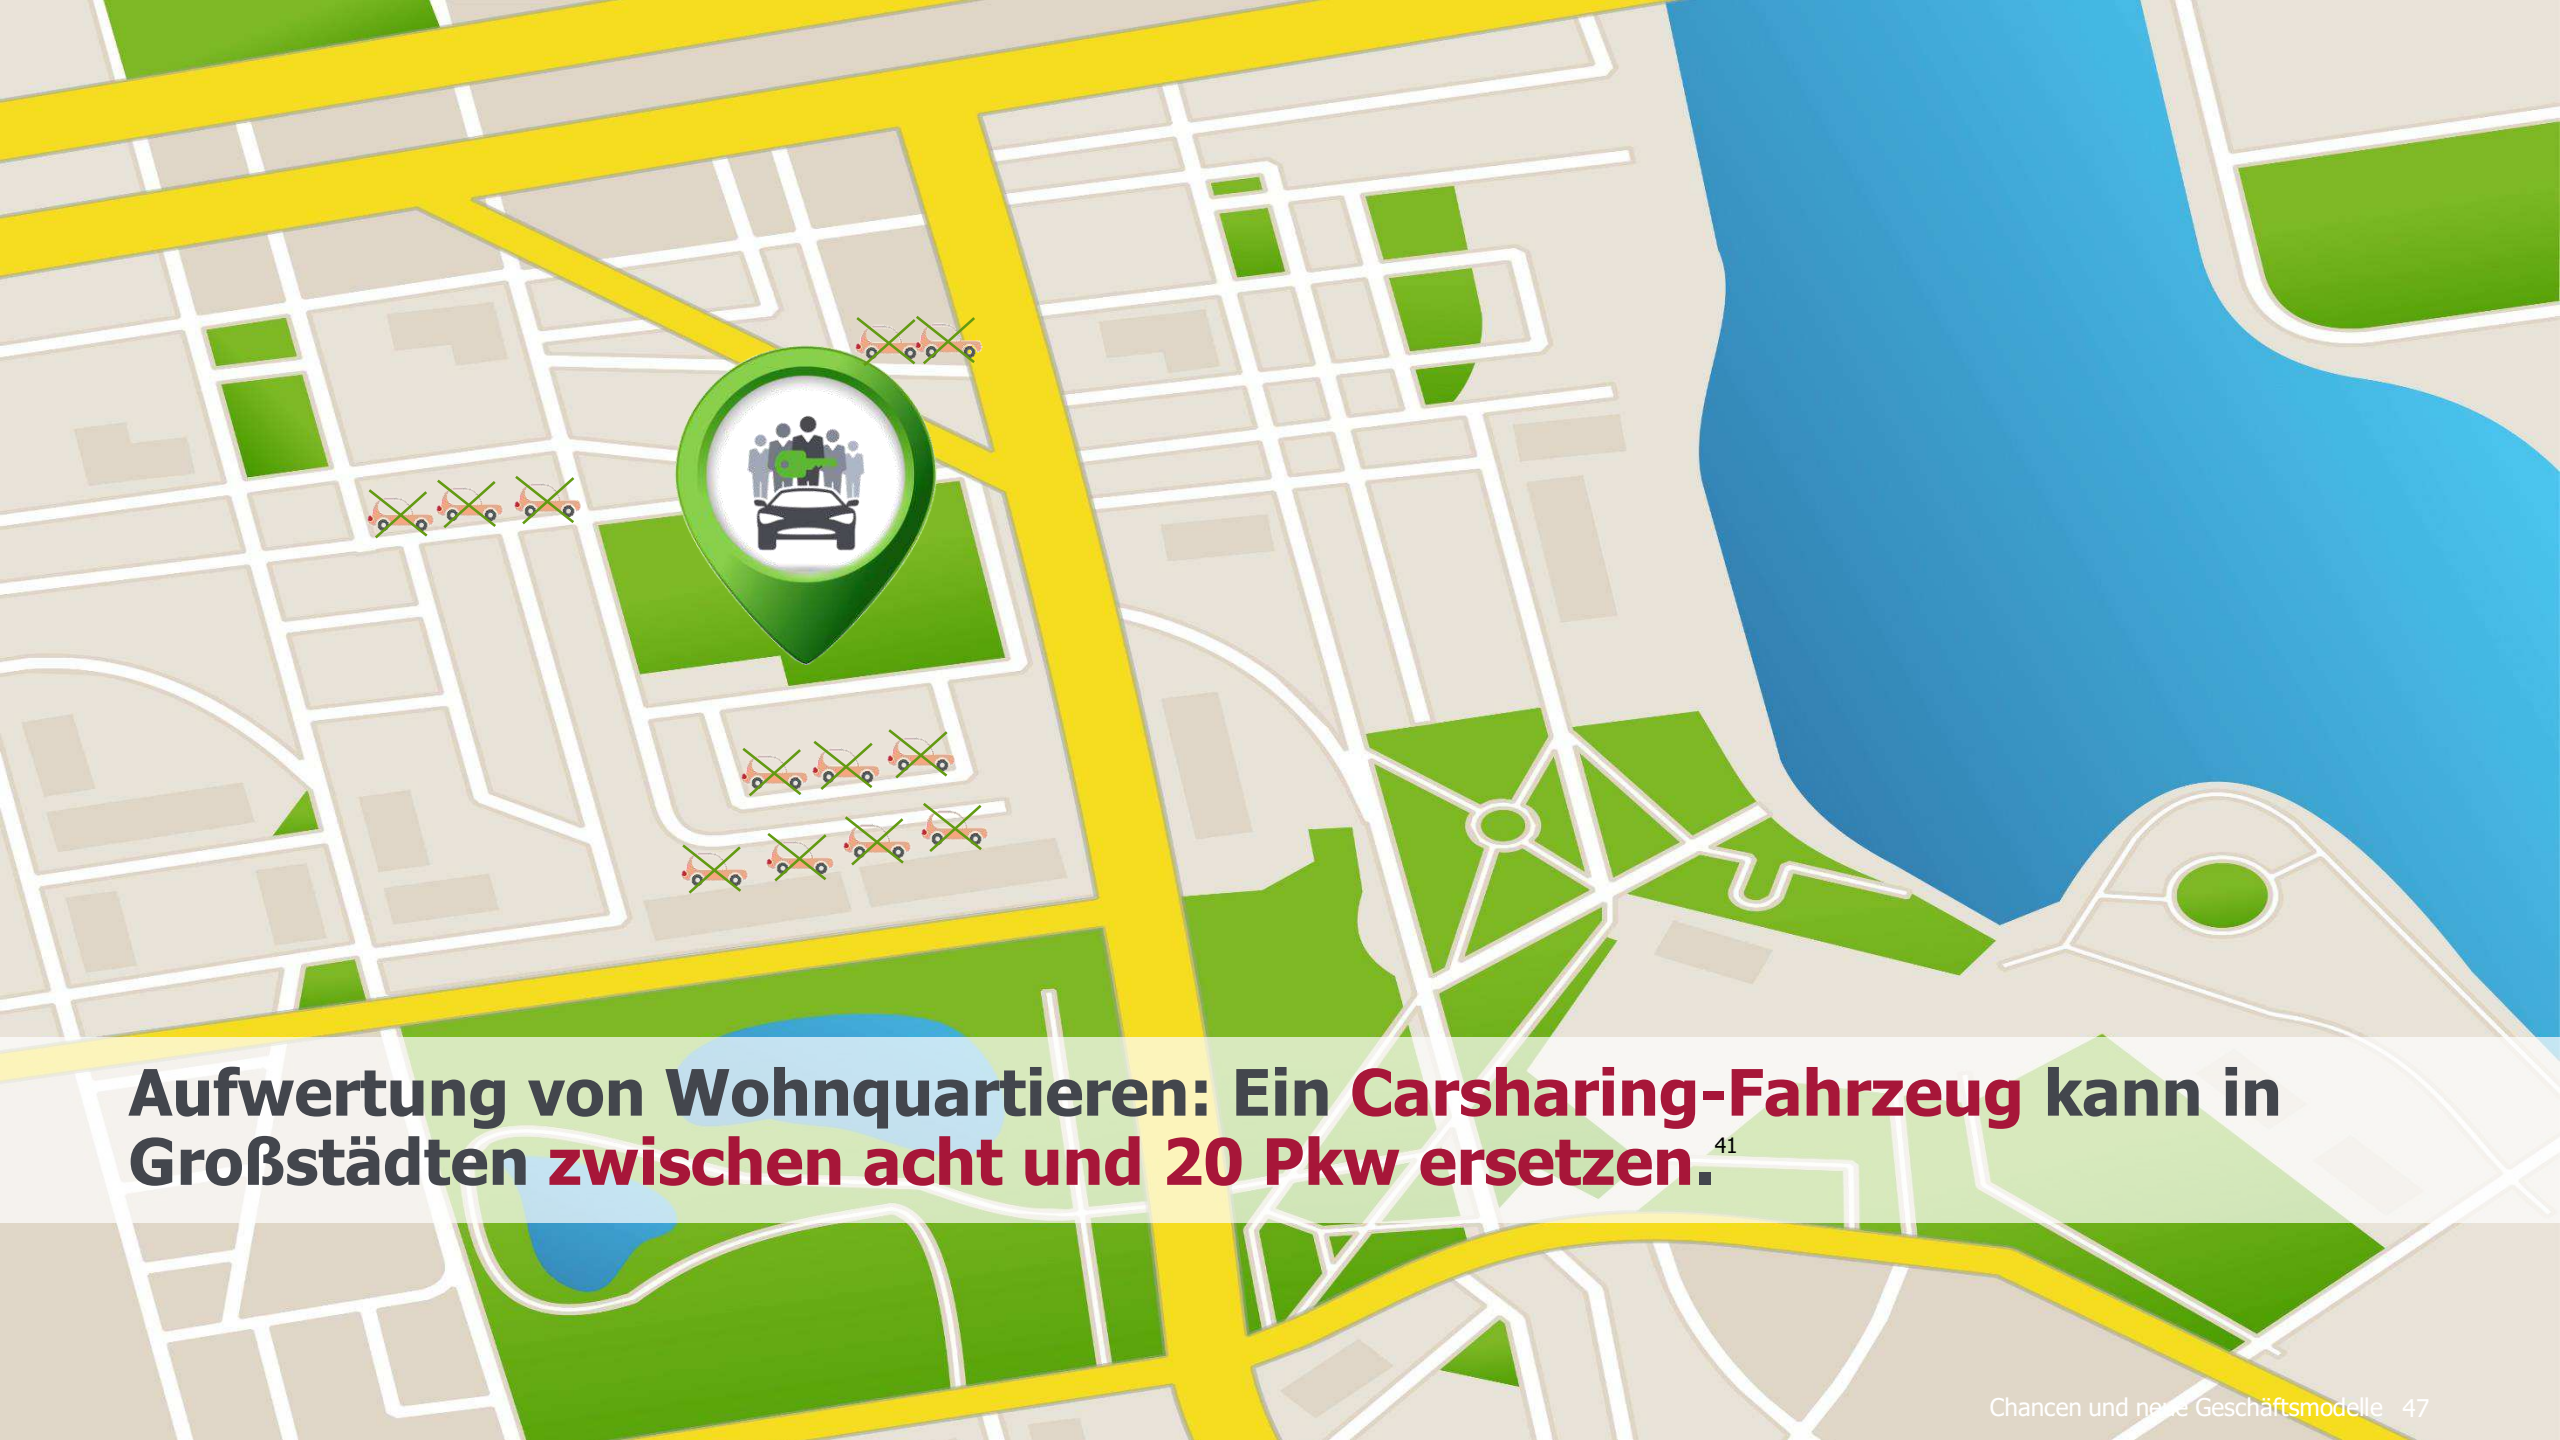 Aufwertung von Wohnquartieren: Ein Carsharing-Fahrzeug kann in
Großstädten zwischen acht und 20 Pkw ersetzen.41
Chancen und neue Geschäftsmodelle 47